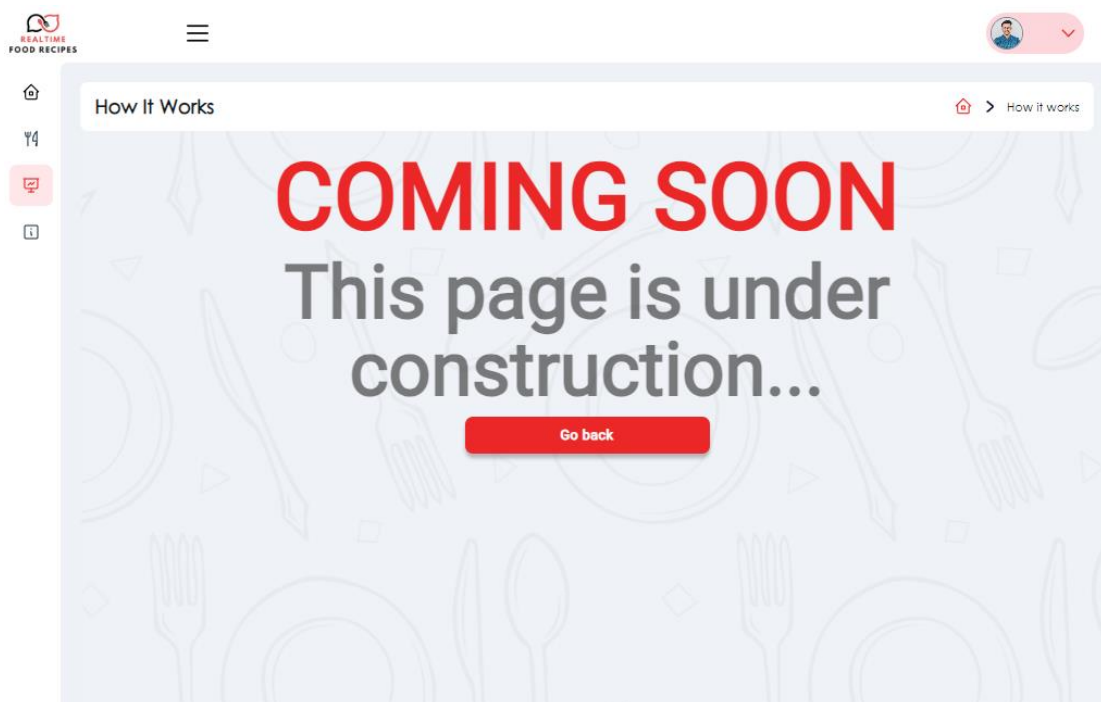 REALTIME
FOOD RECIPES
How It Works
How it works
COMING SOON
This page is under
construction...
Go back